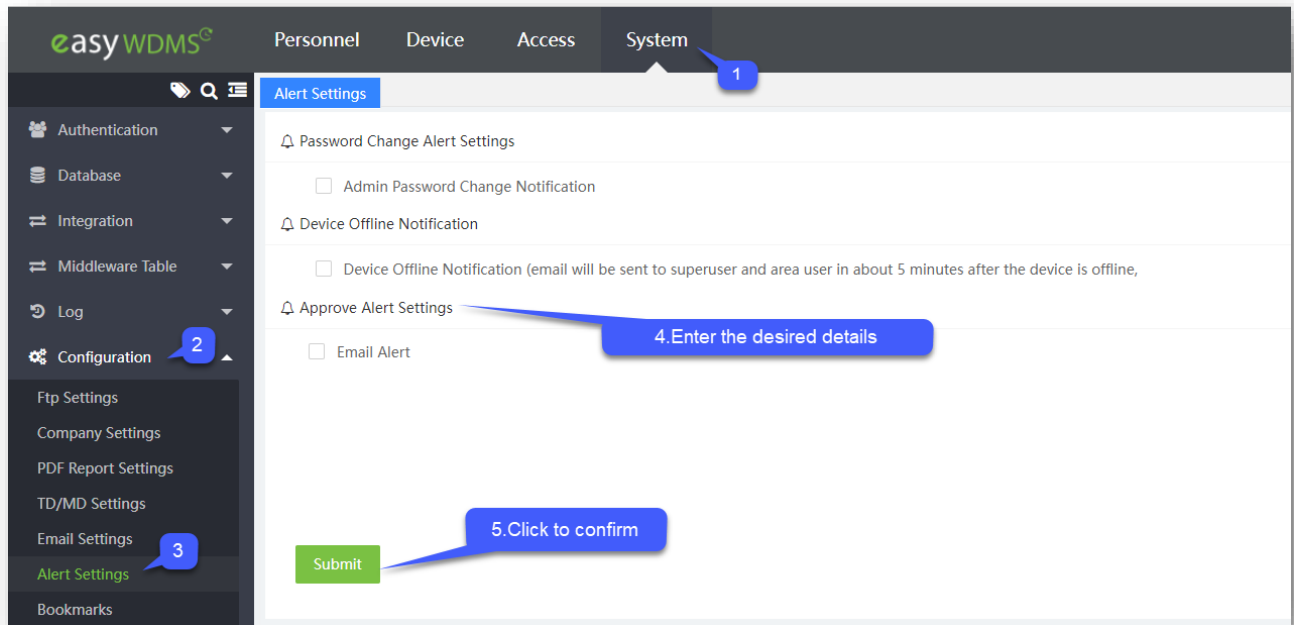 easy WDMS
Personnel Device Access System
1
Alert Settings
Authentication
Database
Integration
Middleware Table
Log
Configuration
2
Ftp Settings
Company Settings
PDF Report Settings
TD/MD Settings
Email Settings
Alert Settings
3
Bookmarks
Password Change Alert Settings
Admin Password Change Notification
Device Offline Notification
Device Offline Notification (email will be sent to superuser and area user in about 5 minutes after the device is offline,
Approve Alert Settings
4.Enter the desired details
Email Alert
5.Click to confirm
Submit